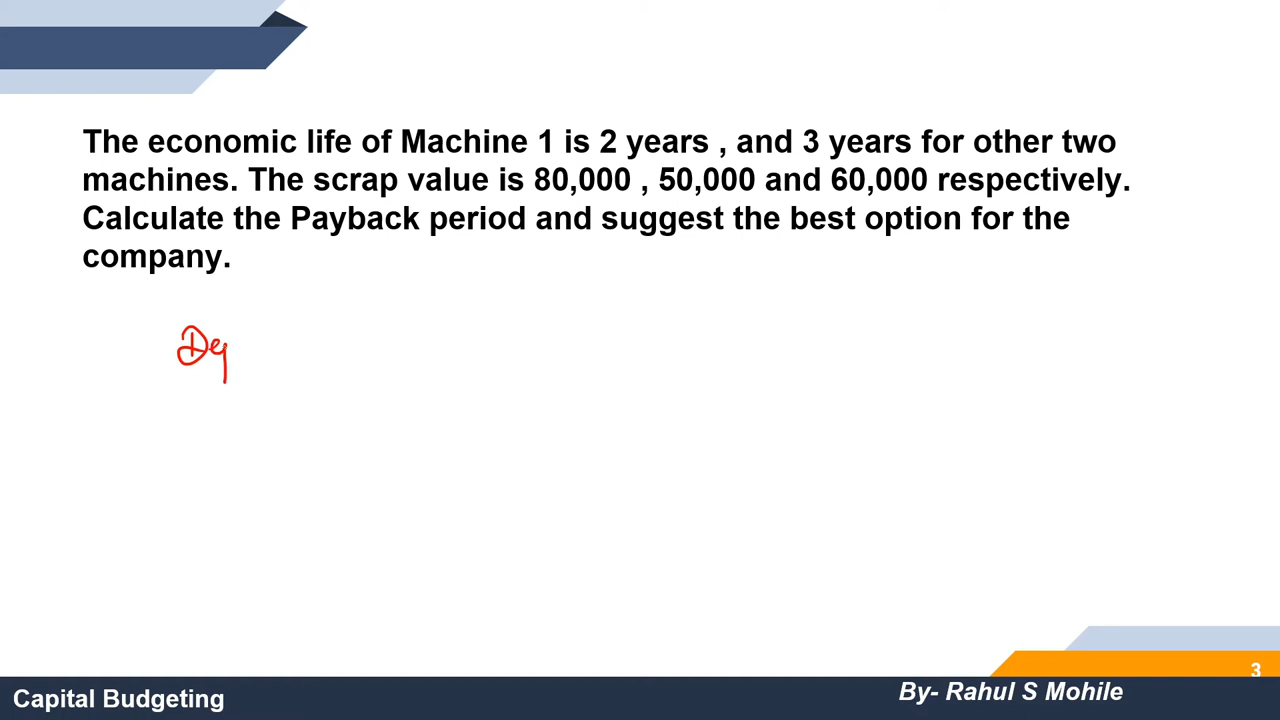 The economic life of Machine 1 is 2 years , and 3 years for other two
machines. The scrap value is 80,000 , 50,000 and 60,000 respectively.
Calculate the Payback period and suggest the best option for the
company.
3
Capital Budgeting
By- Rahul S Mohile